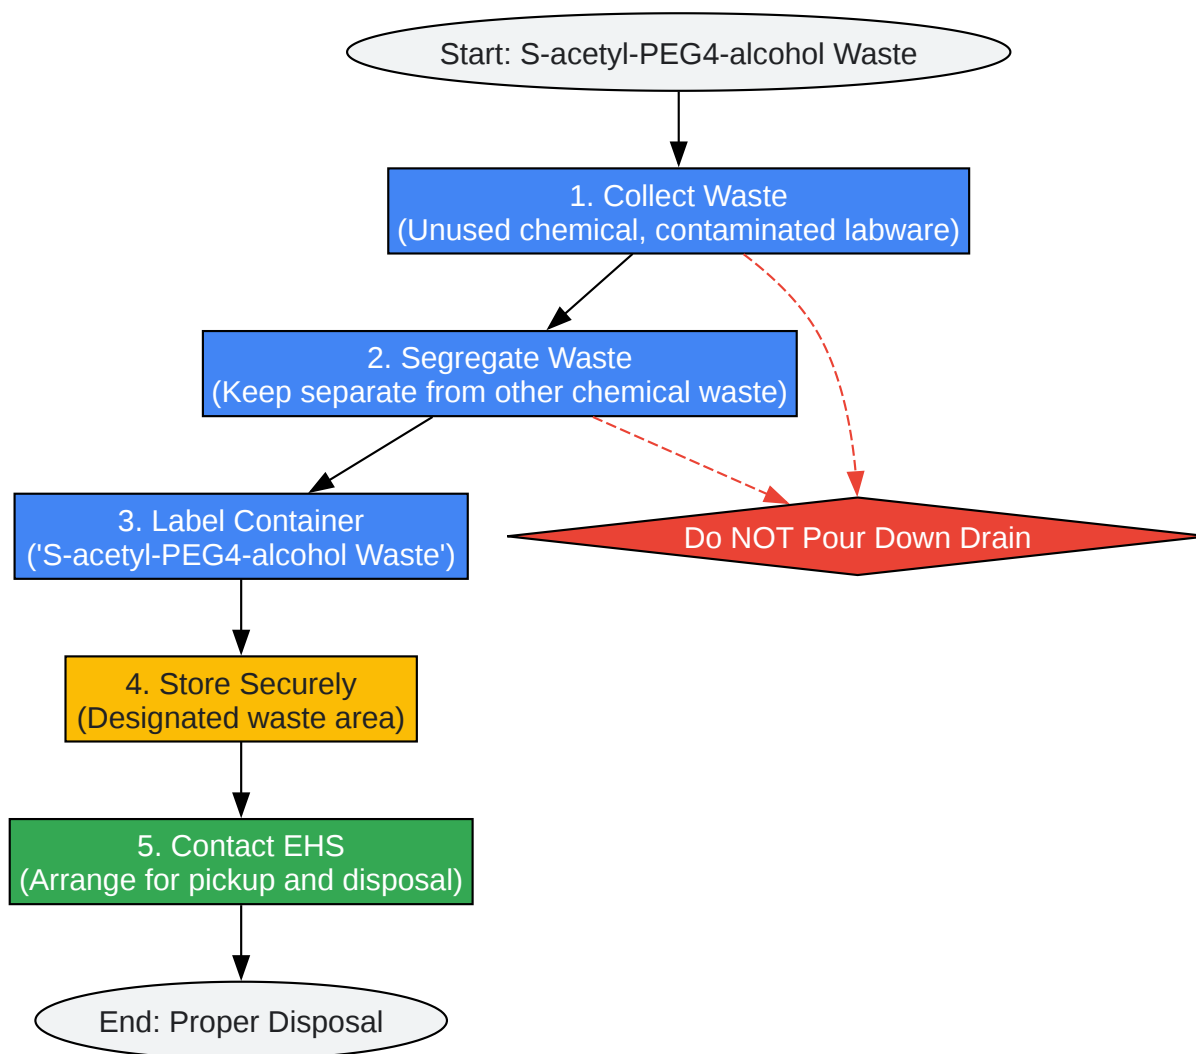 Start: S-acetyl-PEG4-alcohol Waste
1. Collect Waste
(Unused chemical, contaminated labware)
2. Segregate Waste
(Keep separate from other chemical waste)
3. Label Container
('S-acetyl-PEG4-alcohol Waste')
Do NOT Pour Down Drain
4. Store Securely
(Designated waste area)
5. Contact EHS
(Arrange for pickup and disposal)
End: Proper Disposal